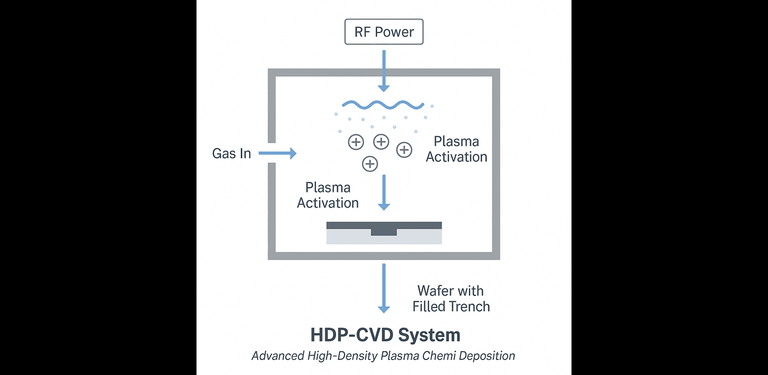 RF Power
Gas In
Plasma
Activation
Plasma
Activation
Wafer with
Filled Trench
HDP-CVD System
Advanced High-Density Plasma Chemi Deposition